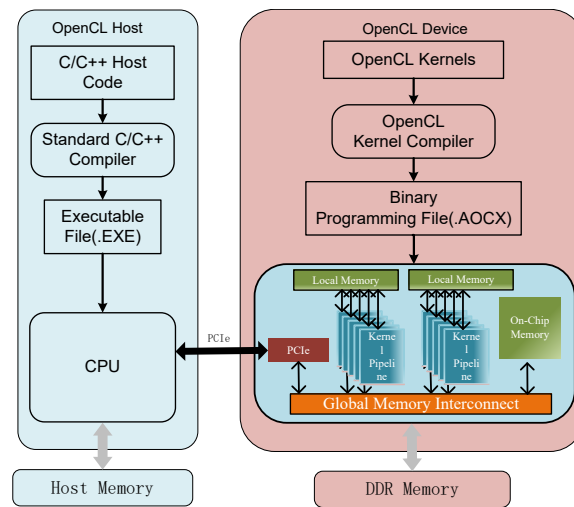 OpenCL Host
C/C++ Host
Code
Standard C/C++
Compiler
Executable
File(.EXE)
CPU
Host Memory
PCIe
OpenCL Device
OpenCL Kernels
OpenCL
Kernel Compiler
Binary
Programming File(.AOCX)
Local Memory
Local Memory
PCIe
Kerne
l
Pipeli
ne
Kerne
l
Pipeli
ne
On-Chip
Memory
Global Memory Interconnect
DDR Memory